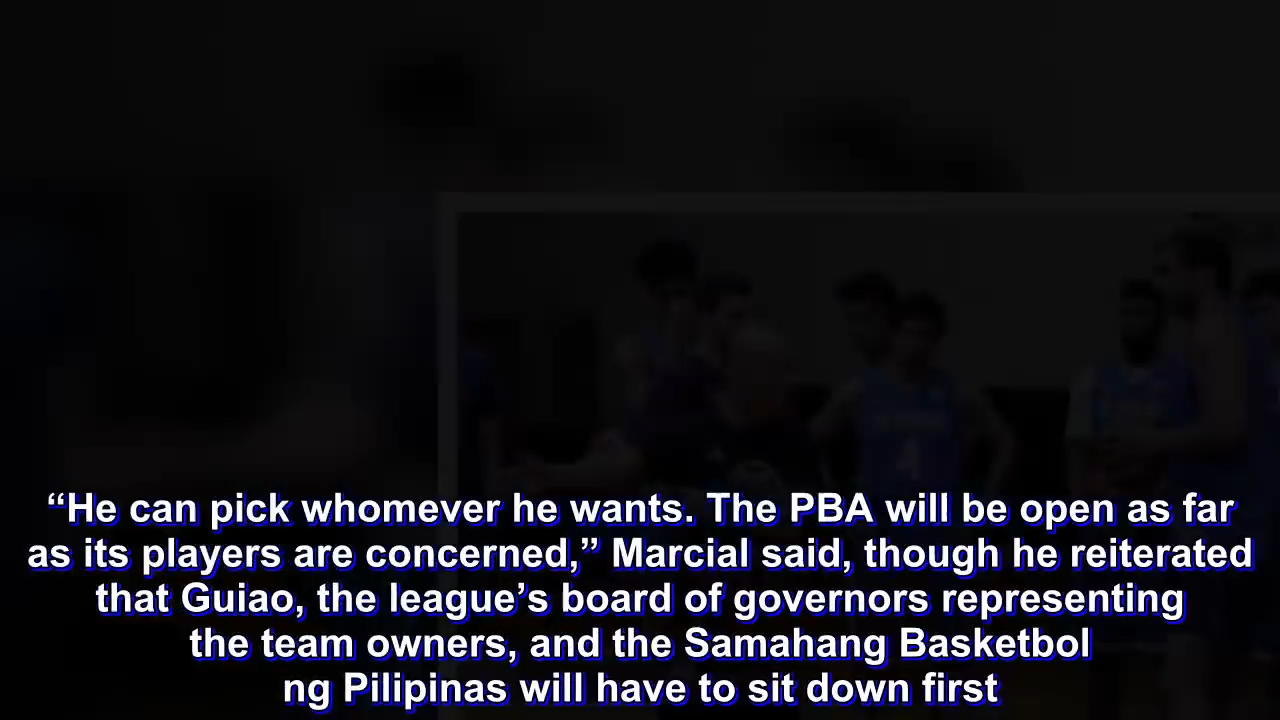 “He can pick whomever he wants. The PBA will be open as far
as its players are concerned,” Marcial said, though he reiterated
that Guiao, the league’s board of governors representing
the team owners, and the Samahang Basketbol
ng Pilipinas will have to sit down first